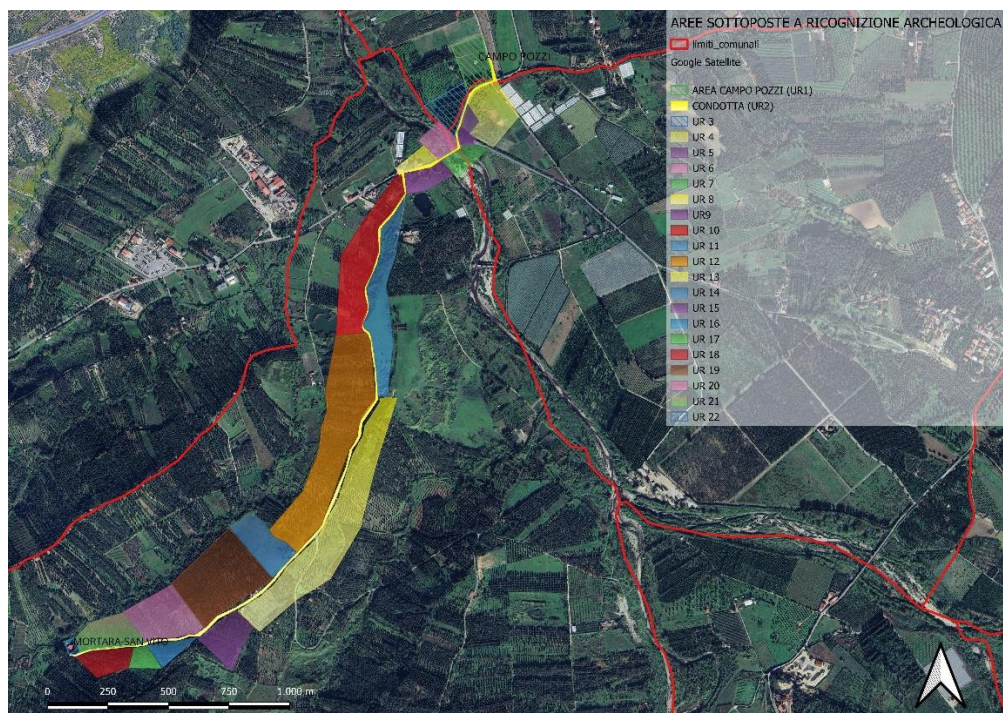 AREE SOTTOPOSTE A RICOGNIZIONE ARCHEOLOGICA
limiti_comunali
Google Satellite
AREA CAMPO POZZI (UR1)
CONDOTTA (UR2)
UR 3
UR 4
UR 5
UR 6
UR 7
UR 8
UR9
UR 10
UR 11
UR 12
UR 13
UR 14
UR 15
UR 16
UR 17
UR 18
UR 19
UR 20
UR 21
UR 22
CAMPO POZZI
MORTARA-SAN VITO
0 250 500 750 1.000 m